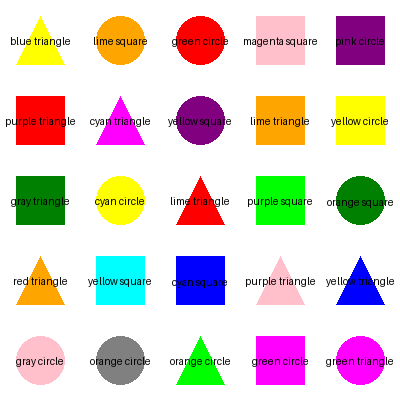 blue triangle lime square green circle magenta square pink circle
purple triangle cyan triangle yellow square lime triangle yellow circle
gray triangle cyan circle lime triangle purple square orange square
red triangle yellow square cyan square purple triangle yellow triangle
gray circle orange circle orange circle green circle green triangle